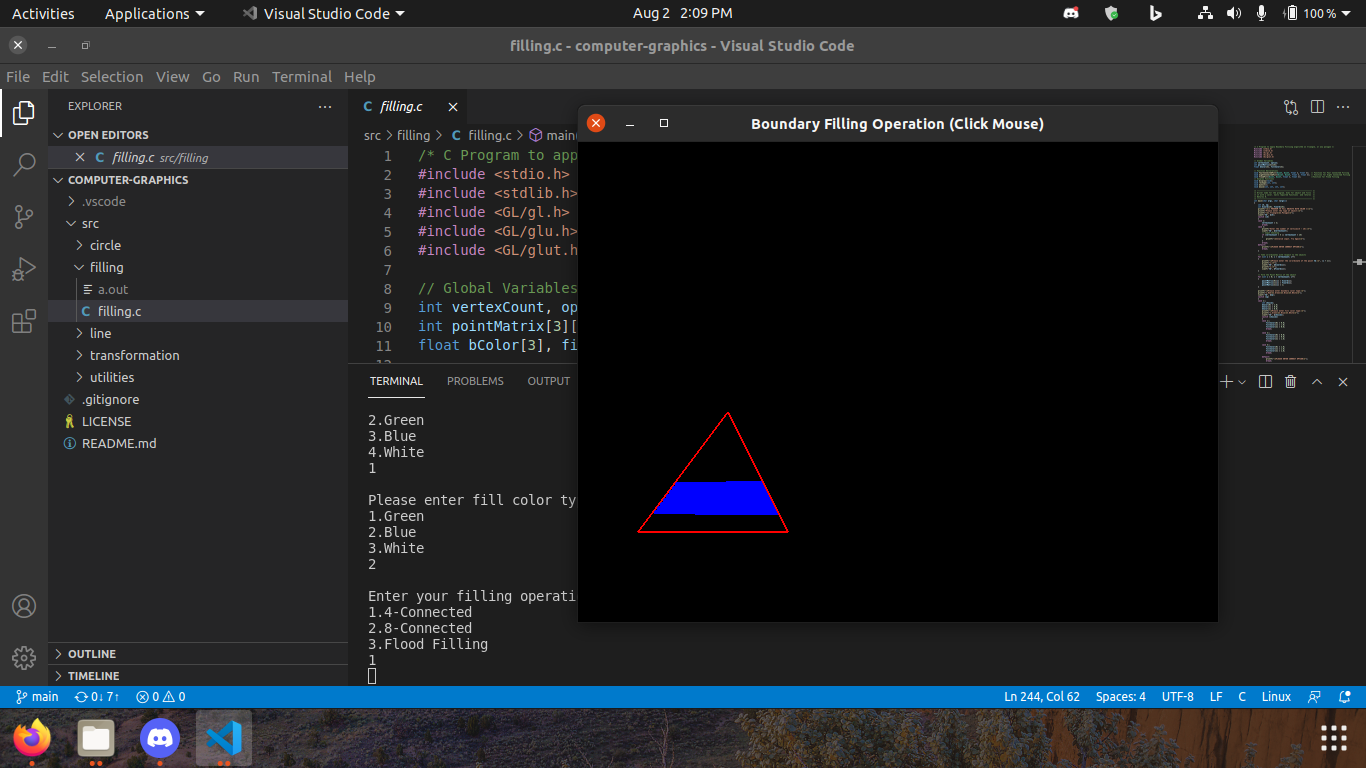 Activities Applications Visual Studio Code Aug 2 2:09 PM 100 %
filling.c - computer-graphics - Visual Studio Code
File Edit Selection View Go Run Terminal Help
EXPLORER
OPEN EDITORS
filling.c src/filling
COMPUTER-GRAPHICS
.vscode
src
circle
filling
a.out
filling.c
line
transformation
utilities
.gitignore
LICENSE
README.md
OUTLINE
TIMELINE
filling.c
src > filling > C filling.c > main
1 /* C Program to app
2 #include <stdio.h>
3 #include <stdlib.h>
4 #include <GL/gl.h>
5 #include <GL/glu.h>
6 #include <GL/glut.h
7
8 // Global Variables
9 int vertexCount, op
10 int pointMatrix[3][
11 float bColor[3], fi
12
Boundary Filling Operation (Click Mouse)
TERMINAL PROBLEMS OUTPUT
2.Green
3.Blue
4.White
1
Please enter fill color ty
1.Green
2.Blue
3.White
2
Enter your filling operati
1.4-Connected
2.8-Connected
3.Flood Filling
1
main 0↓ 7↑ 0 0 Ln 244, Col 62 Spaces: 4 UTF-8 LF C Linux